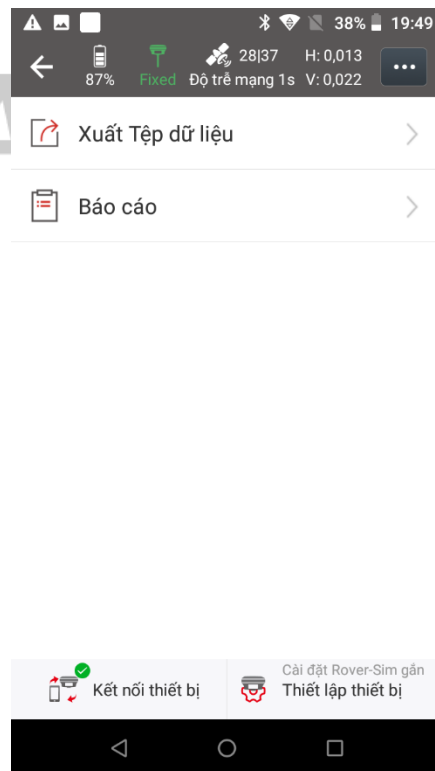 38% 19:49
28|37 H: 0,013
87% Fixed Độ trễ mạng 1s V: 0,022
Xuất Tệp dữ liệu
Báo cáo
Cài đặt Rover-Sim gắn
Kết nối thiết bị Thiết lập thiết bị